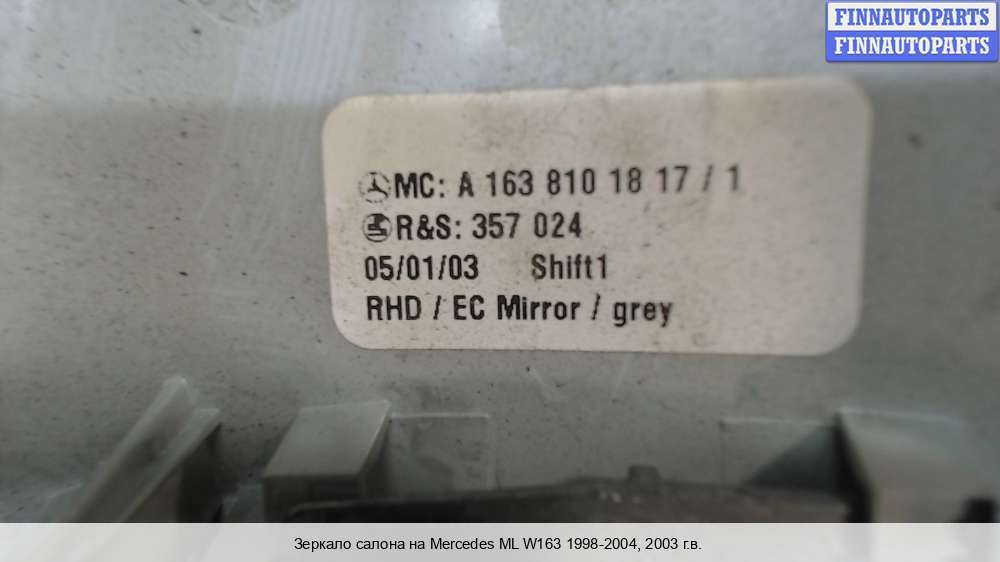 FINNAUTOPARTS
FINNAUTOPARTS
MC: A 163 810 18 17 / 1
R&S: 357 024
05/01/03 Shift1
RHD / EC Mirror / grey
Зеркало салона на Mercedes ML W163 1998-2004, 2003 г.в.